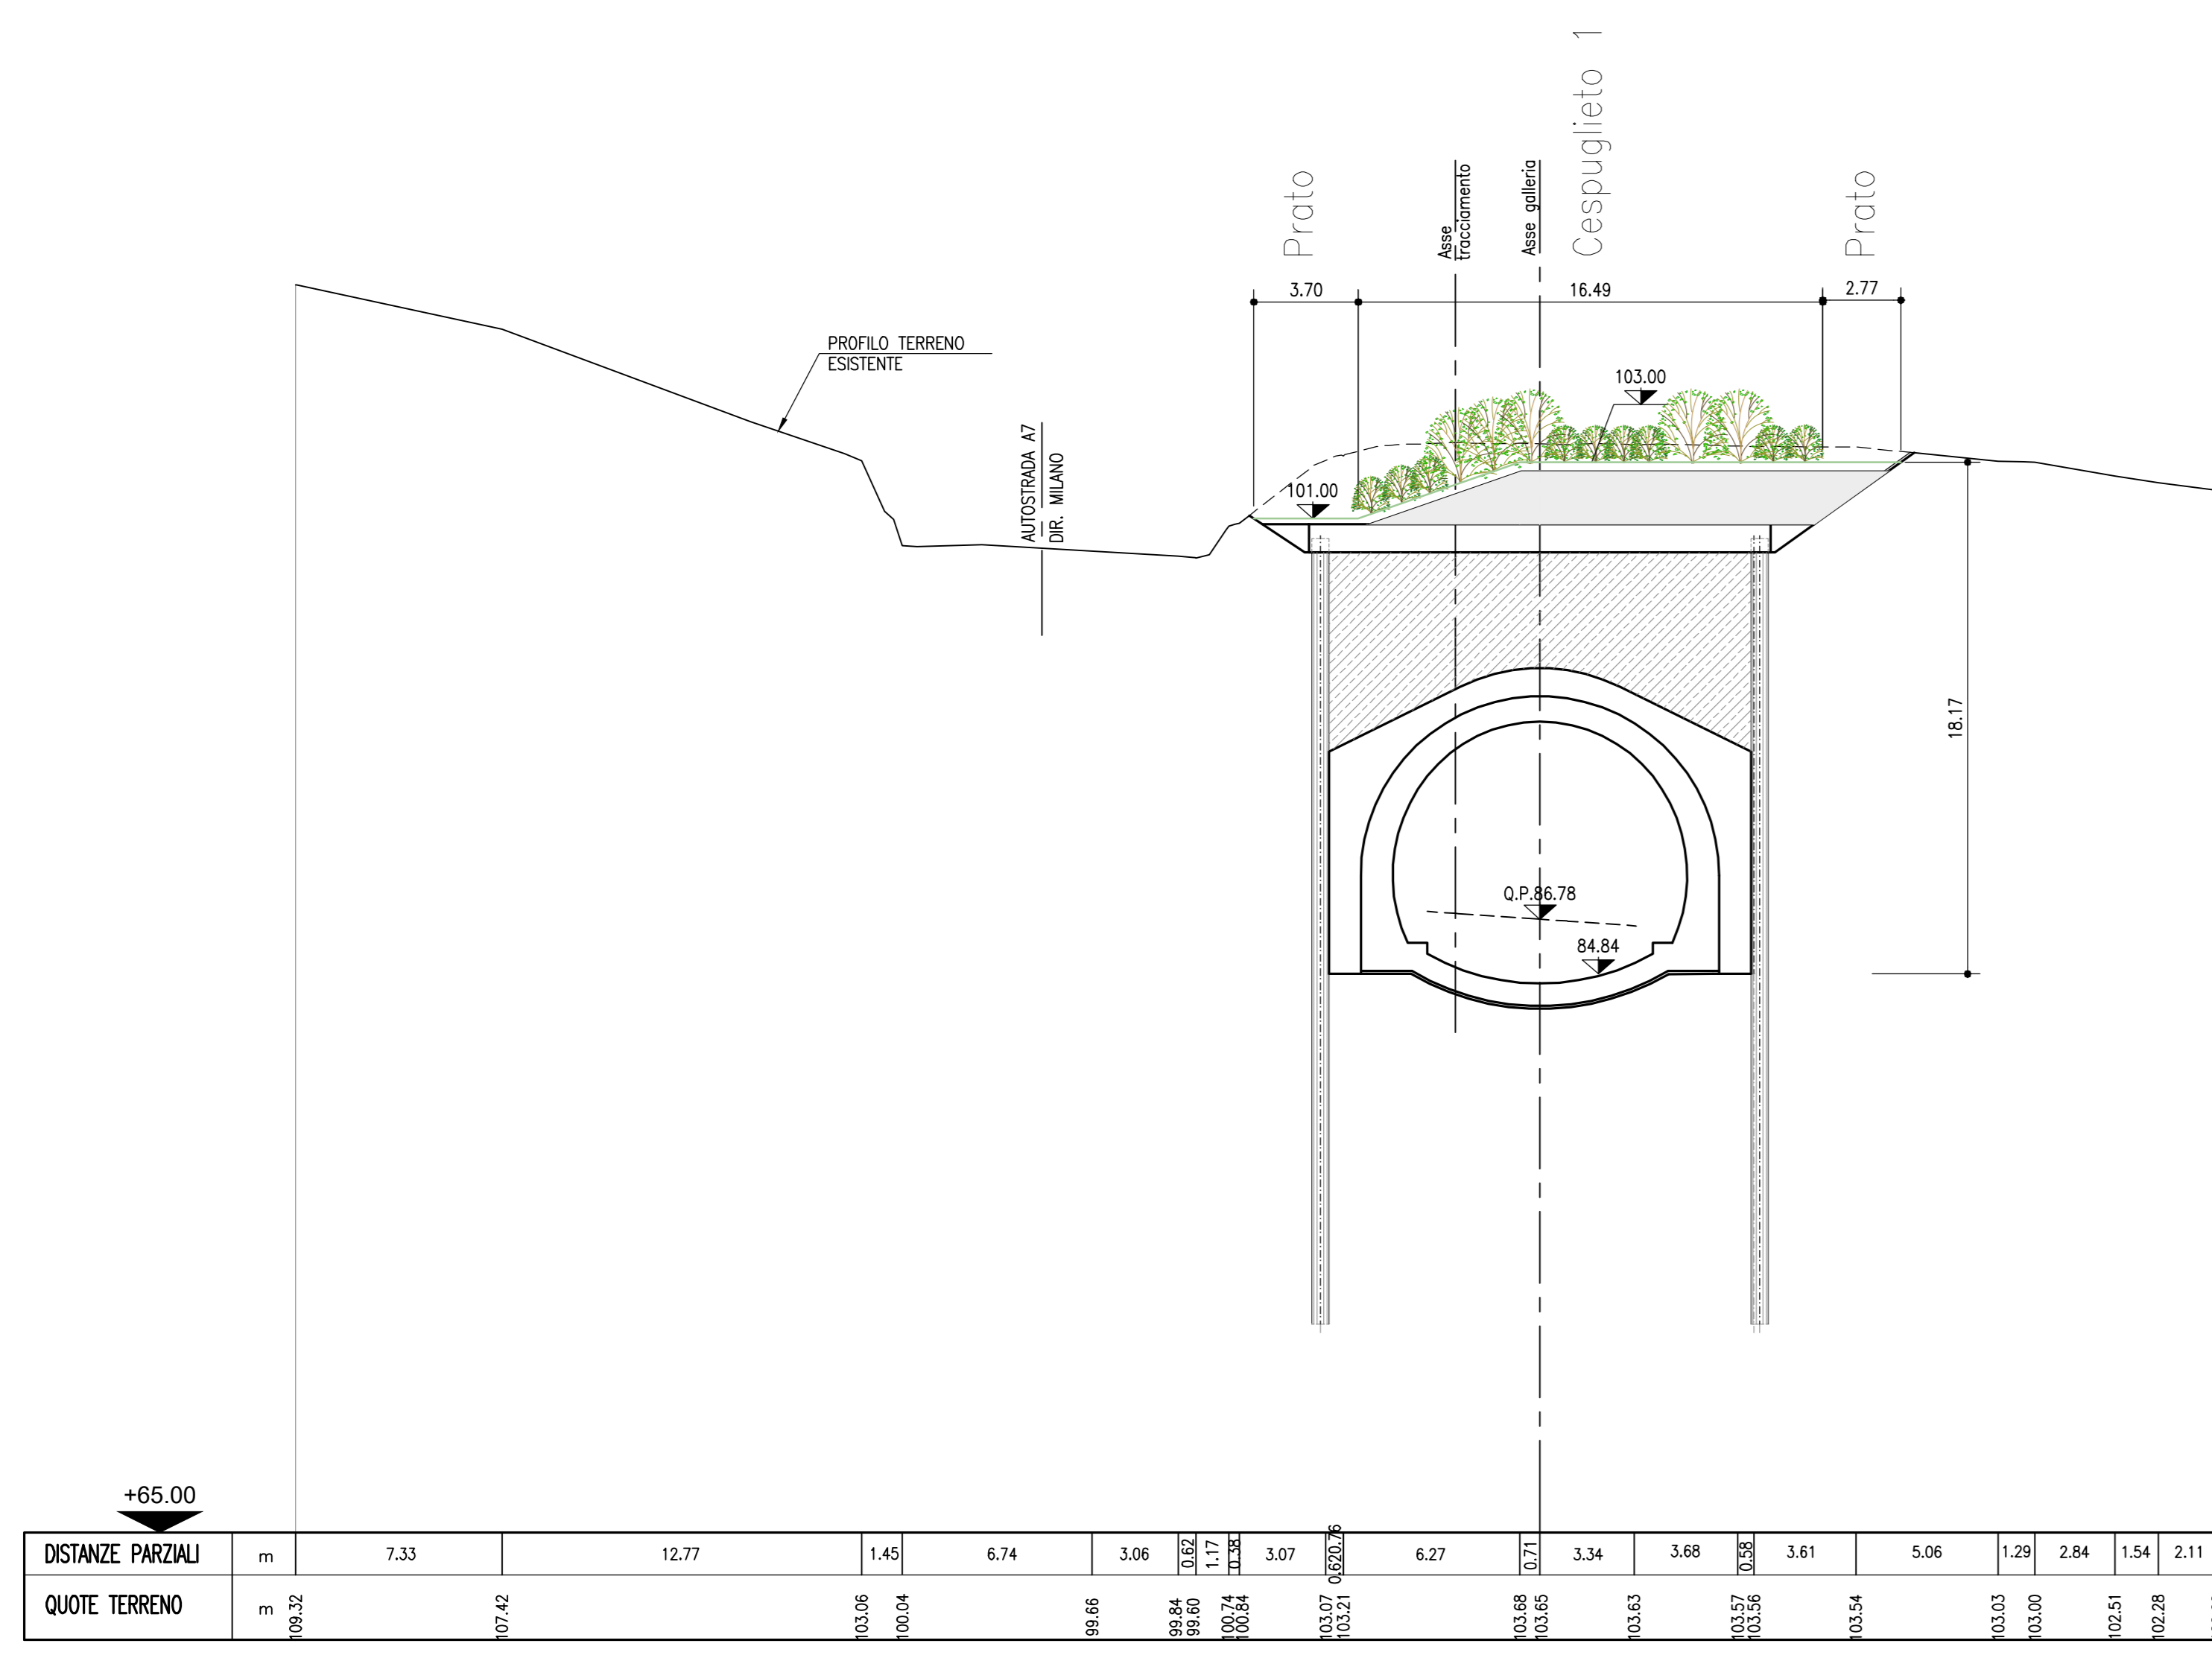 Prato
Asse
tracciamento
Asse galleria
Cespuglieto 1
Prato
3.70
16.49
2.77
PROFILO TERRENO
ESISTENTE
103.00
AUTOSTRADA A7
DIR. MILANO
101.00
18.17
Q.P.86.78
84.84
+65.00
DISTANZE PARZIALI m 7.33 12.77 1.45 6.74 3.06 0.62 1.17 0.38 3.07 0.62 0.76 6.27 0.71 3.34 3.68 0.58 3.61 5.06 1.29 2.84 1.54 2.11
QUOTE TERRENO m 109.32 107.42 103.06 100.04 99.66 99.84 99.60 100.74 100.84 103.07 103.21 103.68 103.65 103.63 103.57 103.56 103.54 103.03 103.00 102.51 102.28